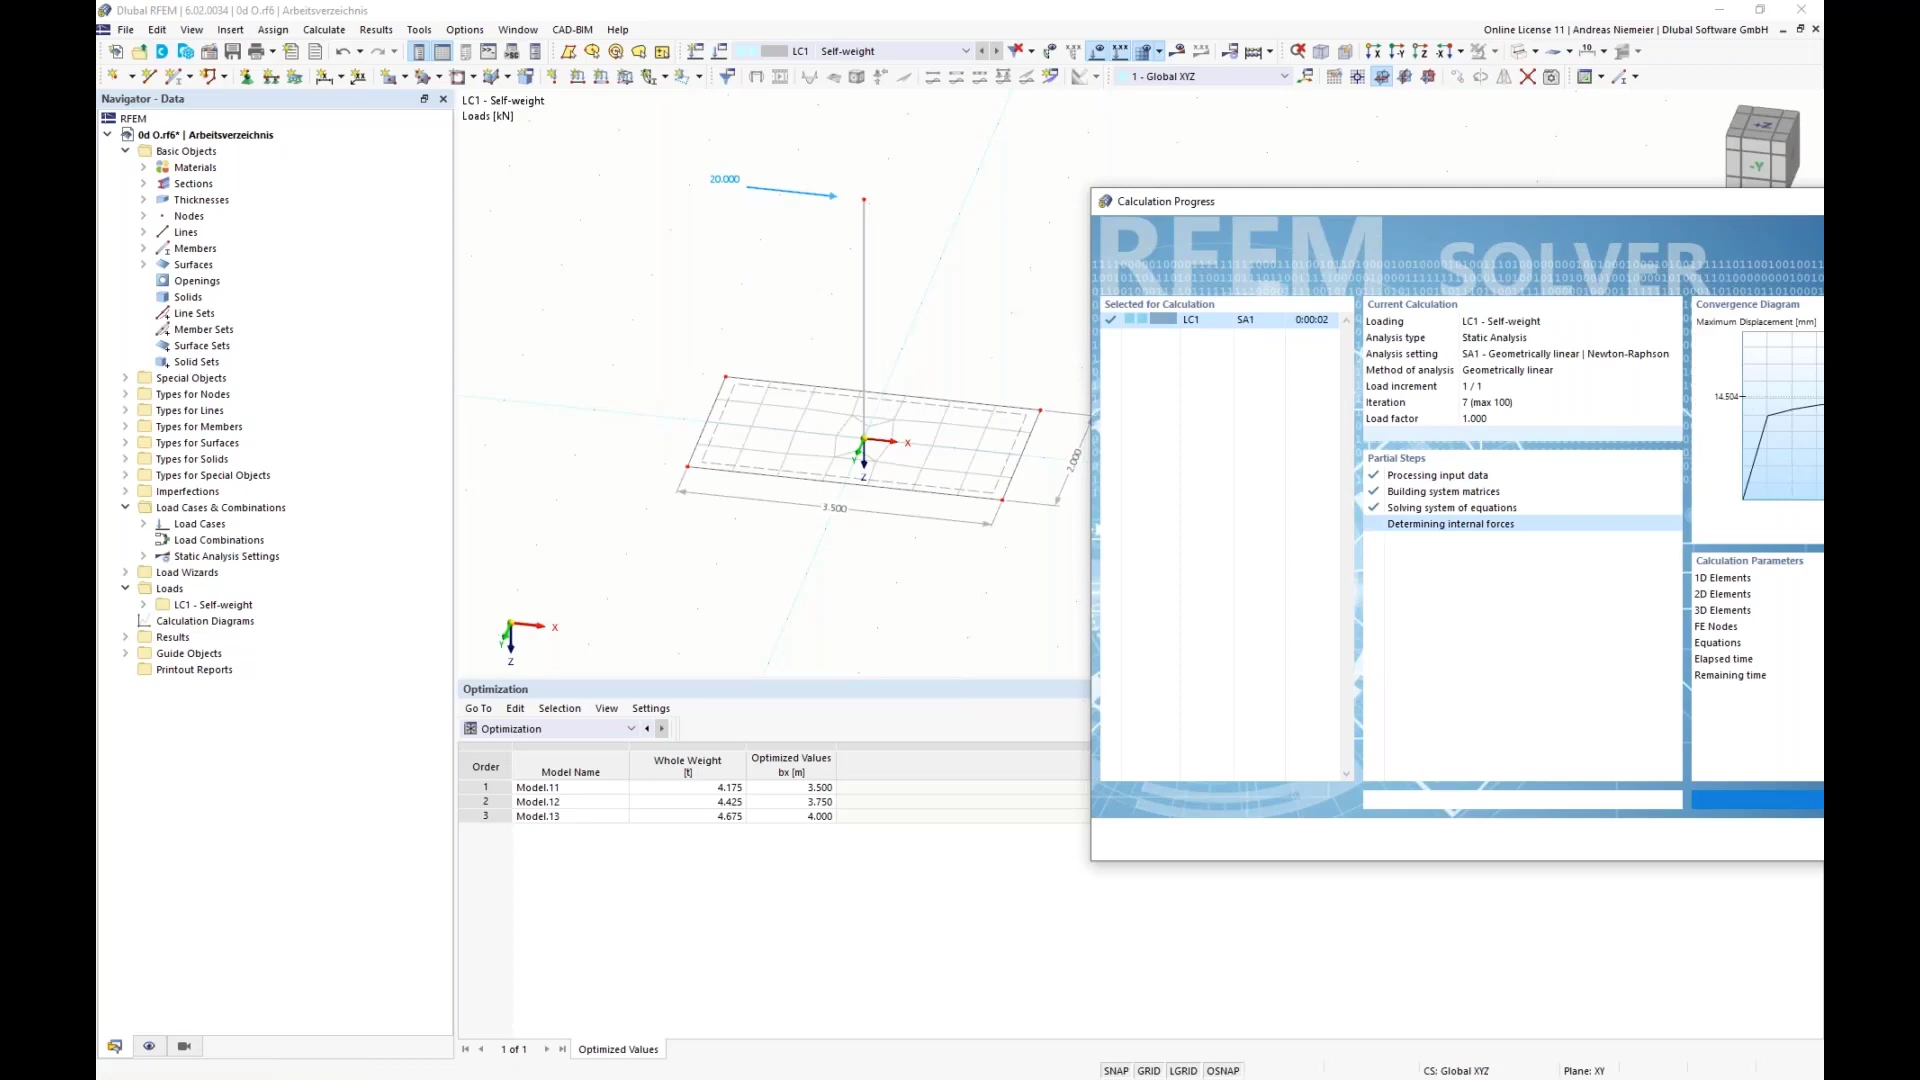 Dlubal RFEM | 6.02.0034 | 0d O.rf6 | Arbeitsverzeichnis
File Edit View Insert Assign Calculate Results Tools Options Window CAD-BIM Help
Online License 11 | Andreas Niemeier | Dlubal Software GmbH
LC1 Self-weight
1 - Global XYZ
Navigator - Data
RFEM
0d O.rf6* | Arbeitsverzeichnis
Basic Objects
Materials
Sections
Thicknesses
Nodes
Lines
Members
Surfaces
Openings
Solids
Line Sets
Member Sets
Surface Sets
Solid Sets
Special Objects
Types for Nodes
Types for Lines
Types for Members
Types for Surfaces
Types for Solids
Types for Special Objects
Imperfections
Load Cases & Combinations
Load Cases
Load Combinations
Static Analysis Settings
Load Wizards
Loads
LC1 - Self-weight
Calculation Diagrams
Results
Guide Objects
Printout Reports
LC1 - Self-weight
Loads [kN]
20.000
X
Y
Z
3.500
2.000
X
Y
Z
+Z
-Y
Calculation Progress
RFEM SOLVER
Selected for Calculation
LC1 SA1 0:00:02
Current Calculation
Loading LC1 - Self-weight
Analysis type Static Analysis
Analysis setting SA1 - Geometrically linear | Newton-Raphson
Method of analysis Geometrically linear
Load increment 1 / 1
Iteration 7 (max 100)
Load factor 1.000
Partial Steps
Processing input data
Building system matrices
Solving system of equations
Determining internal forces
Convergence Diagram
Maximum Displacement [mm]
14.504
Calculation Parameters
1D Elements
2D Elements
3D Elements
FE Nodes
Equations
Elapsed time
Remaining time
Optimization
Go To Edit Selection View Settings
Optimization
Order Model Name Whole Weight [t] Optimized Values bx [m]
1 Model.11 4.175 3.500
2 Model.12 4.425 3.750
3 Model.13 4.675 4.000
1 of 1 Optimized Values
SNAP GRID LGRID OSNAP CS: Global XYZ Plane: XY